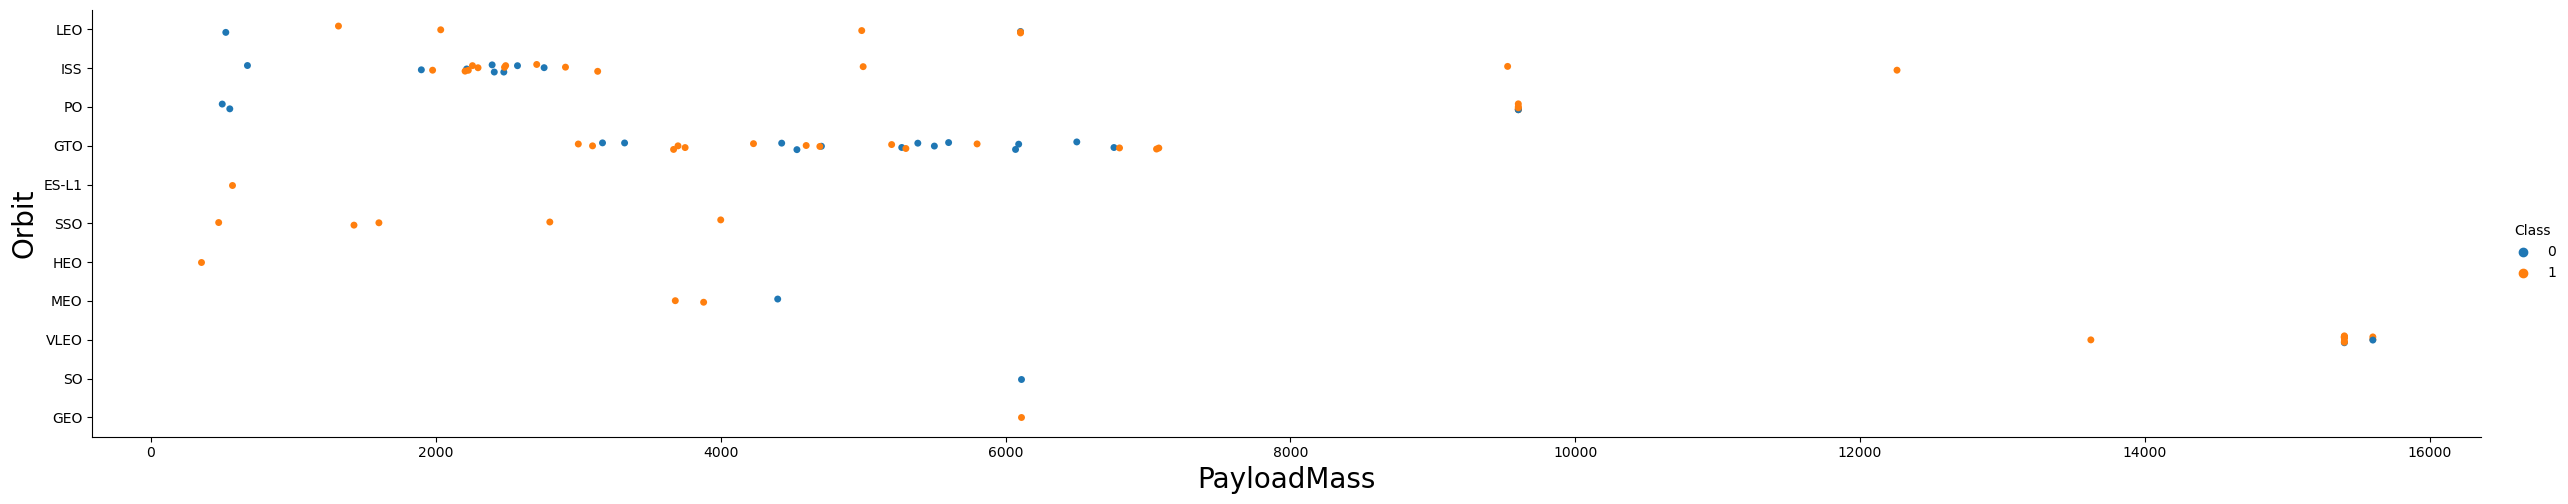 LEO
ISS
PO
GTO
ES-L1
SSO
HEO
MEO
VLEO
SO
GEO
Orbit
0 2000 4000 6000 8000 10000 12000 14000 16000
PayloadMass
Class
0
1